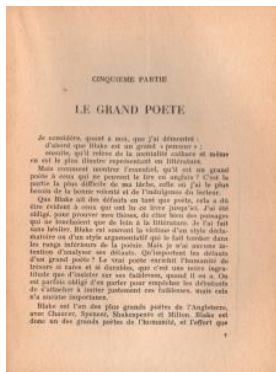 CINQUIEME PARTIE
LE GRAND POETE
Je considère, quant à moi, que j'ai démontré :
d'abord que Blake est un grand « penseur » ;
ensuite, qu'il relève de la mentalité cathare et même
en est le plus illustre représentant en littérature.
Mais comment montrer l'essentiel, qu'il est un grand
poète à ceux qui ne peuvent le lire en anglais ? C'est la
partie la plus difficile de ma tâche, celle où j'ai le plus
besoin de la bonne volonté et de l'indulgence du lecteur.
Que Blake ait des défauts en tant que poète, cela a dû
être évident à ceux qui ont lu ce livre jusqu'ici. J'ai été
obligé, pour prouver mes thèses, de citer bien des passages
qui ne touchaient que de loin à la littérature. Je l'ai fait
sans hésiter. Blake est souvent la victime d'un style décla-
matoire ou d'un style argumentatif qui le fait tomber dans
les rangs inférieurs de la poésie. Mais je n'ai aucune in-
tention d'analyser ses défauts. Qu'importent les défauts
d'un grand poète ? Le vrai poète enrichit l'humanité de
trésors si rares et si durables, que c'est une noire ingra-
titude que d'insister sur ses faiblesses, quand il en a. On
est parfois obligé d'en parler pour empêcher les débutants
de s'attacher à imiter justement ces faiblesses, mais cela
n'a aucune importance.
Blake est l'un des plus grands poètes de l'Angleterre,
avec Chaucer, Spenser, Shakespeare et Milton. Blake est
donc un des grands poètes de l'humanité, et l'effort que